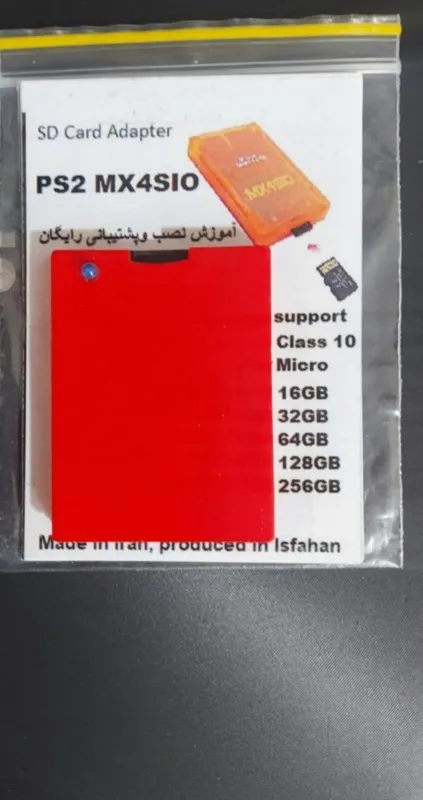 SD Card Adapter
PS2 MX4SIO
MX4SIO
آموزش نصب وپشتیبانی رایگان
support
Class 10
Micro
16GB
32GB
64GB
128GB
256GB
Made in Iran, produced in Isfahan